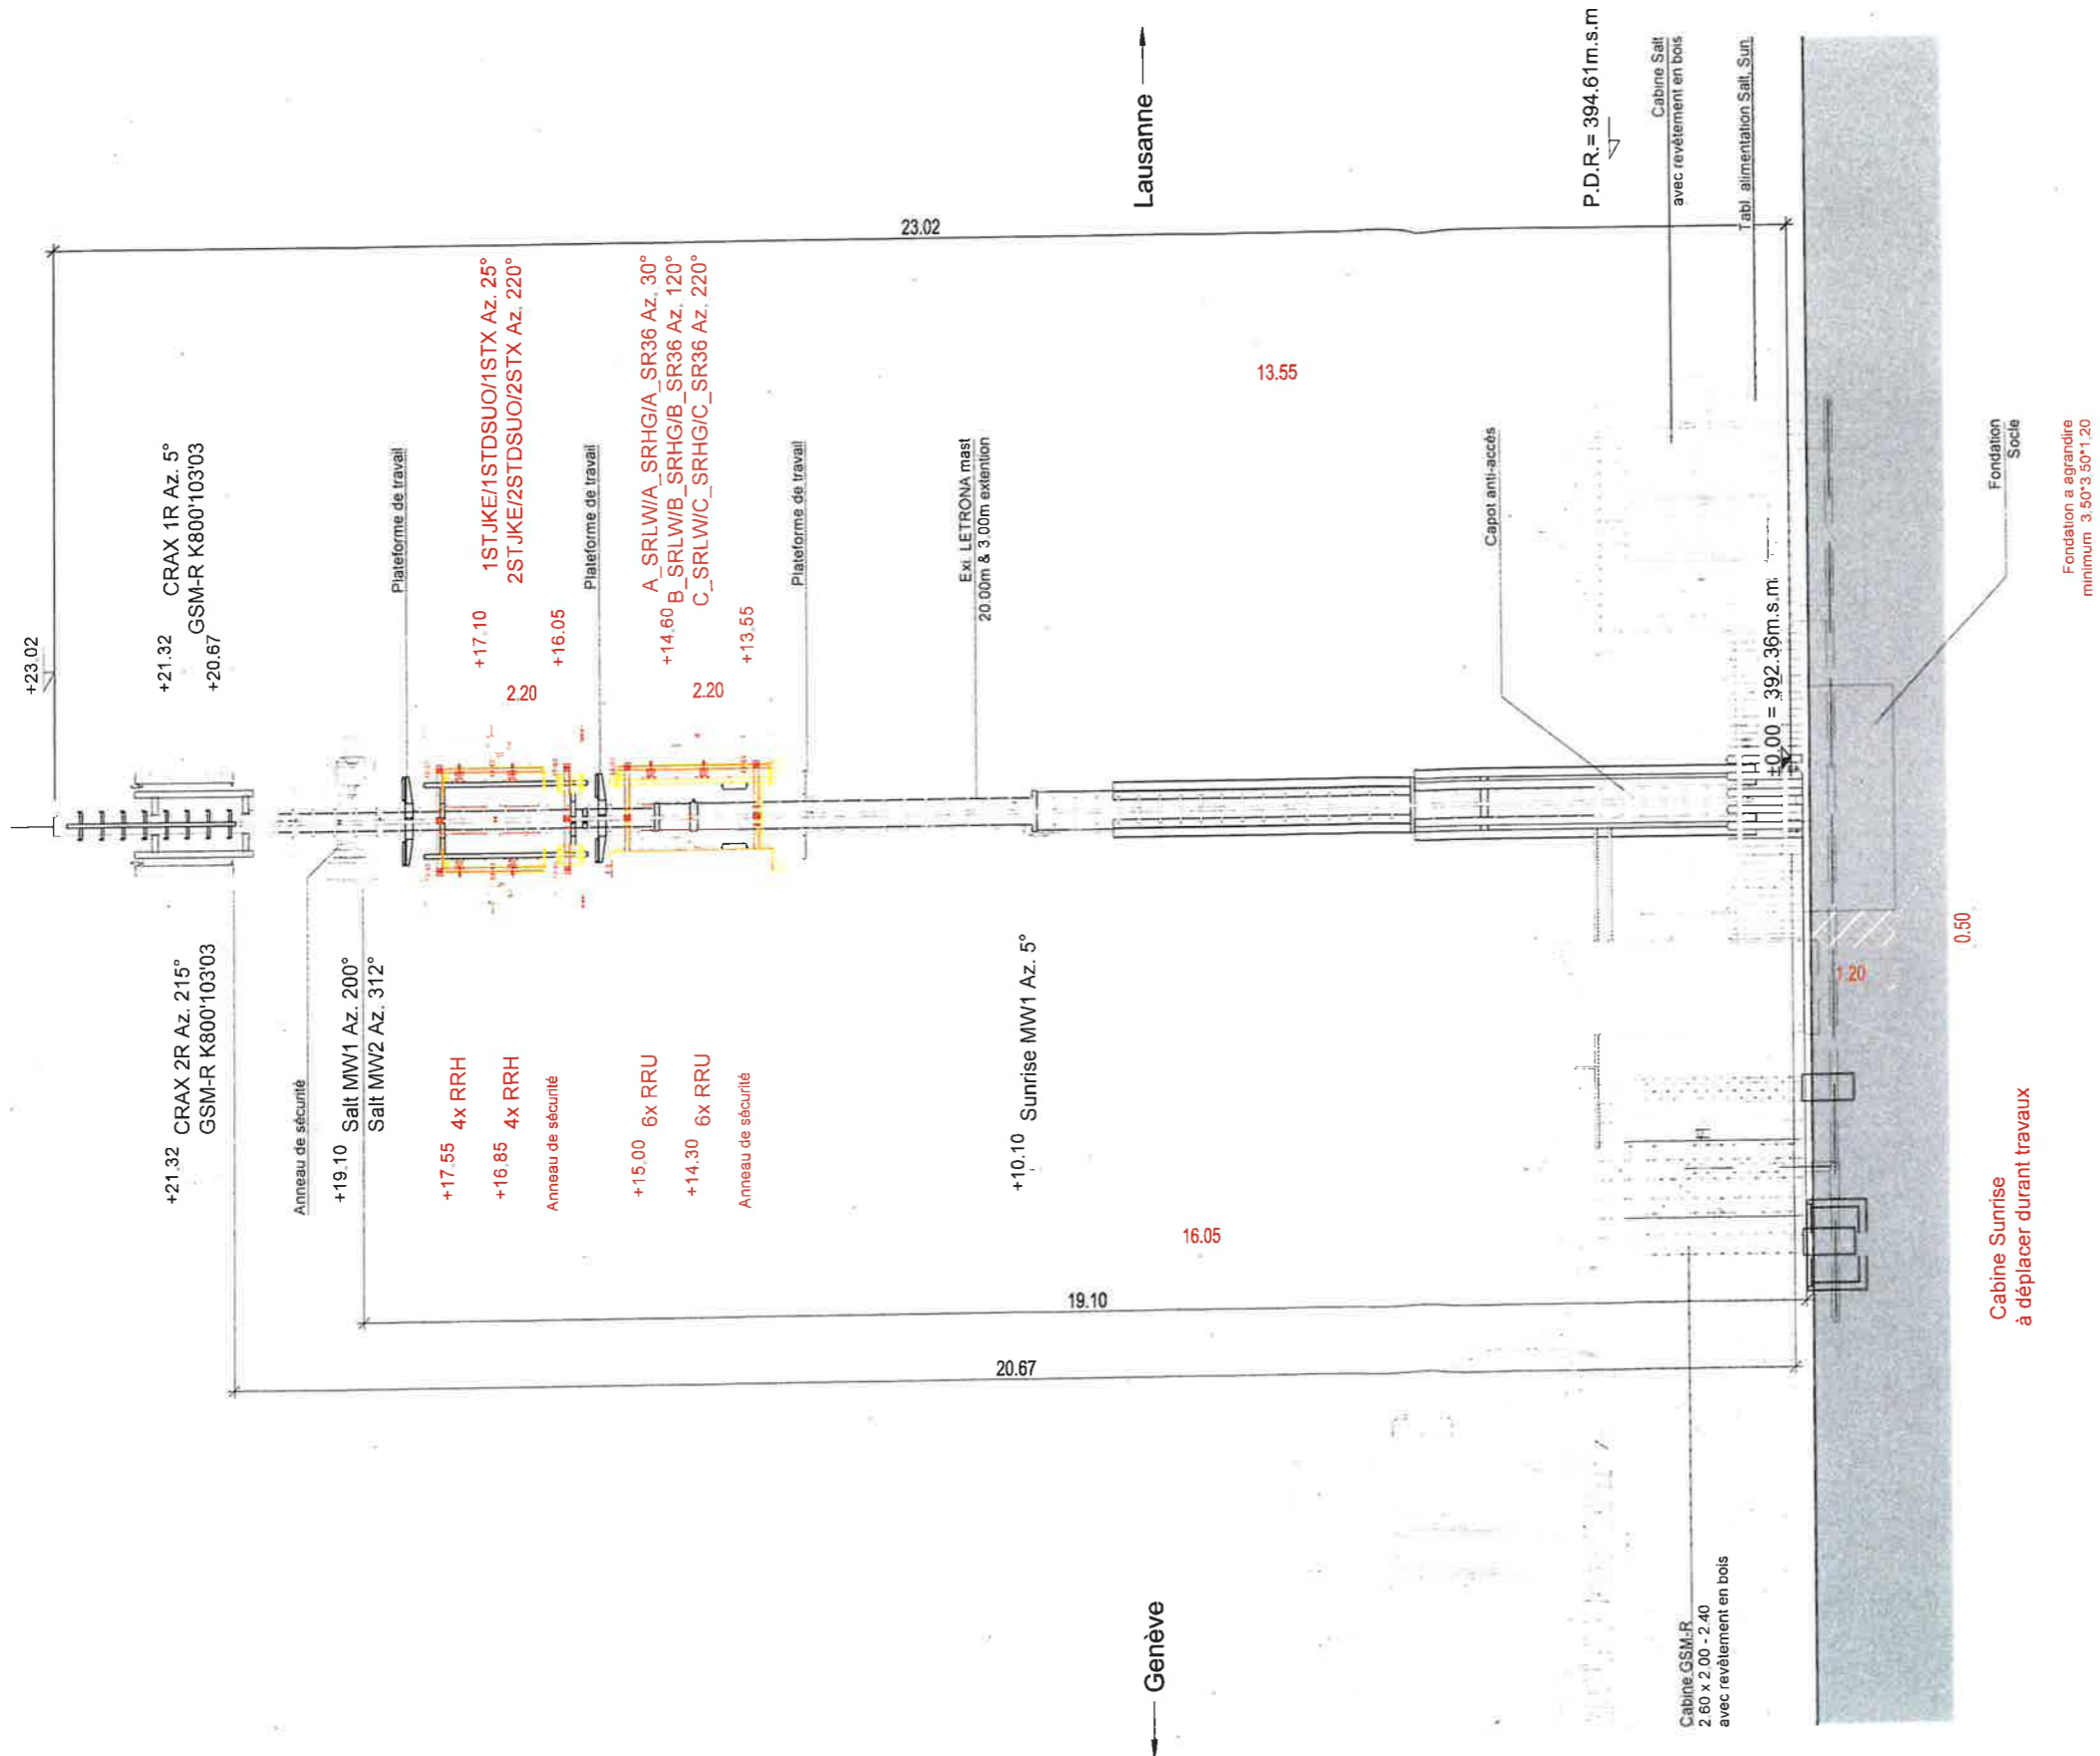 +23.02
+21.32
CRAX 1R Az. 5°
GSM-R K800'103'03
+20.67
Plateforme de travail
+17.10
1STJKE/1STDSUO/1STX Az. 25°
2STJKE/2STDSUO/2STX Az. 220°
2.20
+16.05
Plateforme de travail
A_SRLW/A_SRHG/A_SR36 Az. 30°
+14.60
B_SRLW/B_SRHG/B_SR36 Az. 120°
C_SRLW/C_SRHG/C_SR36 Az. 220°
2.20
+13.55
Plateforme de travail
23.02
Exi. LETRONA mast
20.00m & 3.00m extention
Lausanne
13.55
Capot anti-accès
P.D.R.= 394.61m.s.m
Cabine Salt
avec revêtement en bois
Tabl. alimentation Salt, Sun.
±0.00 = 392.36m.s.m
Fondation
Socle
Fondation a agrandire
minimum 3.50*3.50*1.20
+21.32
CRAX 2R Az. 215°
GSM-R K800'103'03
Anneau de sécurité
+19.10
Salt MW1 Az. 200°
Salt MW2 Az. 312°
+17.55
4x RRH
+16.85
4x RRH
Anneau de sécurité
+15.00
6x RRU
+14.30
6x RRU
Anneau de sécurité
+10.10
Sunrise MW1 Az. 5°
16.05
19.10
20.67
1.20
0.50
Cabine Sunrise
à déplacer durant travaux
Genève
Cabine GSM-R
2.60 x 2.00 - 2.40
avec revêtement en bois